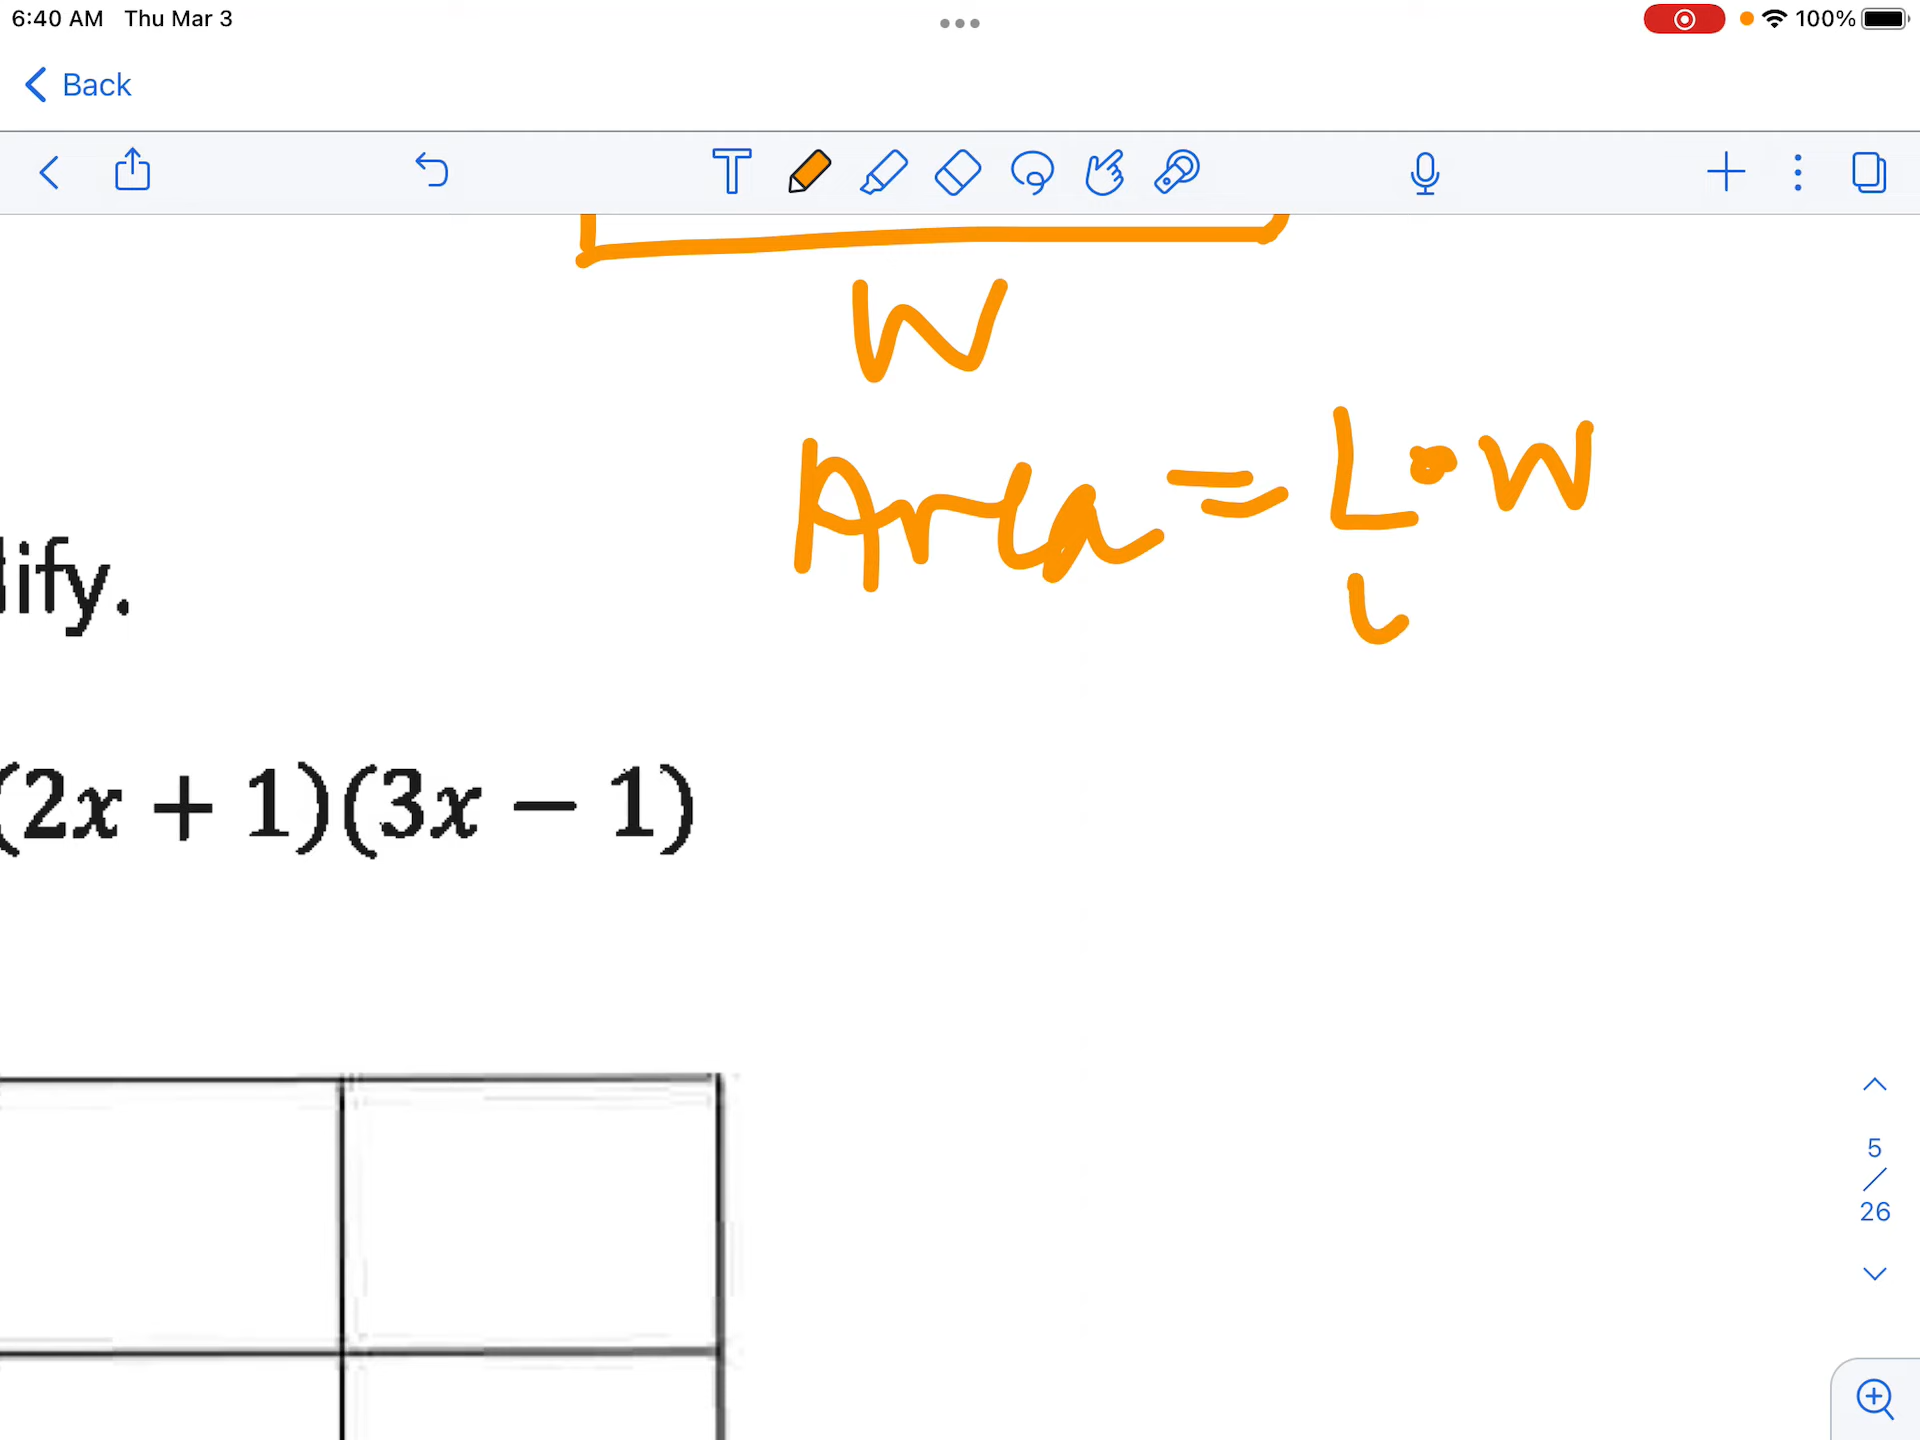 6:40 AM Thu Mar 3 100%
Back
T
W
Area = L • W
L
lify.
(2x + 1)(3x − 1)
5
/
26